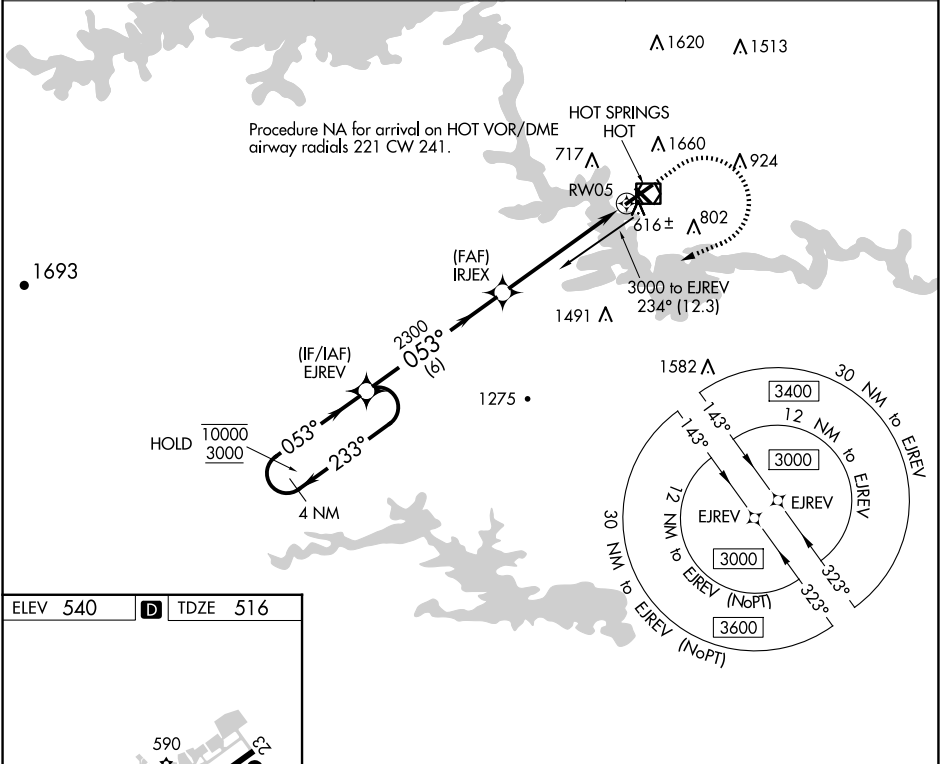 1620
1513
HOT SPRINGS
HOT
Procedure NA for arrival on HOT VOR/DME
airway radials 221 CW 241.
717
1660
924
RW05
616±
802
(FAF)
IRJEX
1693
3000 to EJREV
234° (12.3)
1491
2300
053°
(6)
(IF/IAF)
EJREV
1582
1275
HOLD
10000
3000
053°
233°
4 NM
30 NM to EJREV
3400
143°
12 NM to EJREV
3000
EJREV
323°
143°
EJREV
12 NM to EJREV (NoPT)
3000
323°
30 NM to EJREV (NoPT)
3600
ELEV 540
D
TDZE 516
590
23